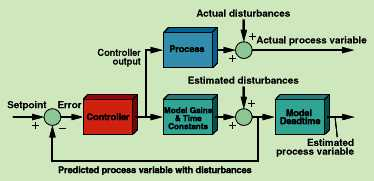 Actual disturbances
+
Process
+
Actual process variable
Controller
output
Estimated disturbances
Setpoint
Error
+
−
Controller
Model Gains
& Time
Constants
+
+
Model
Deadtime
Estimated
process variable
Predicted process variable with disturbances